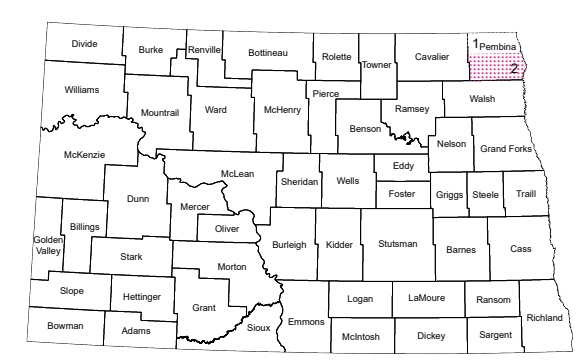 Divide
Burke
Renville
Bottineau
Rolette
Towner
Cavalier
1 Pembina
2
Williams
Mountrail
Ward
McHenry
Pierce
Benson
Ramsey
Walsh
McKenzie
Nelson
Grand Forks
McLean
Sheridan
Wells
Eddy
Foster
Griggs
Steele
Traill
Dunn
Mercer
Oliver
Golden
Valley
Billings
Stark
Morton
Burleigh
Kidder
Stutsman
Barnes
Cass
Slope
Hettinger
Grant
Sioux
Emmons
Logan
LaMoure
Ransom
Richland
Bowman
Adams
McIntosh
Dickey
Sargent